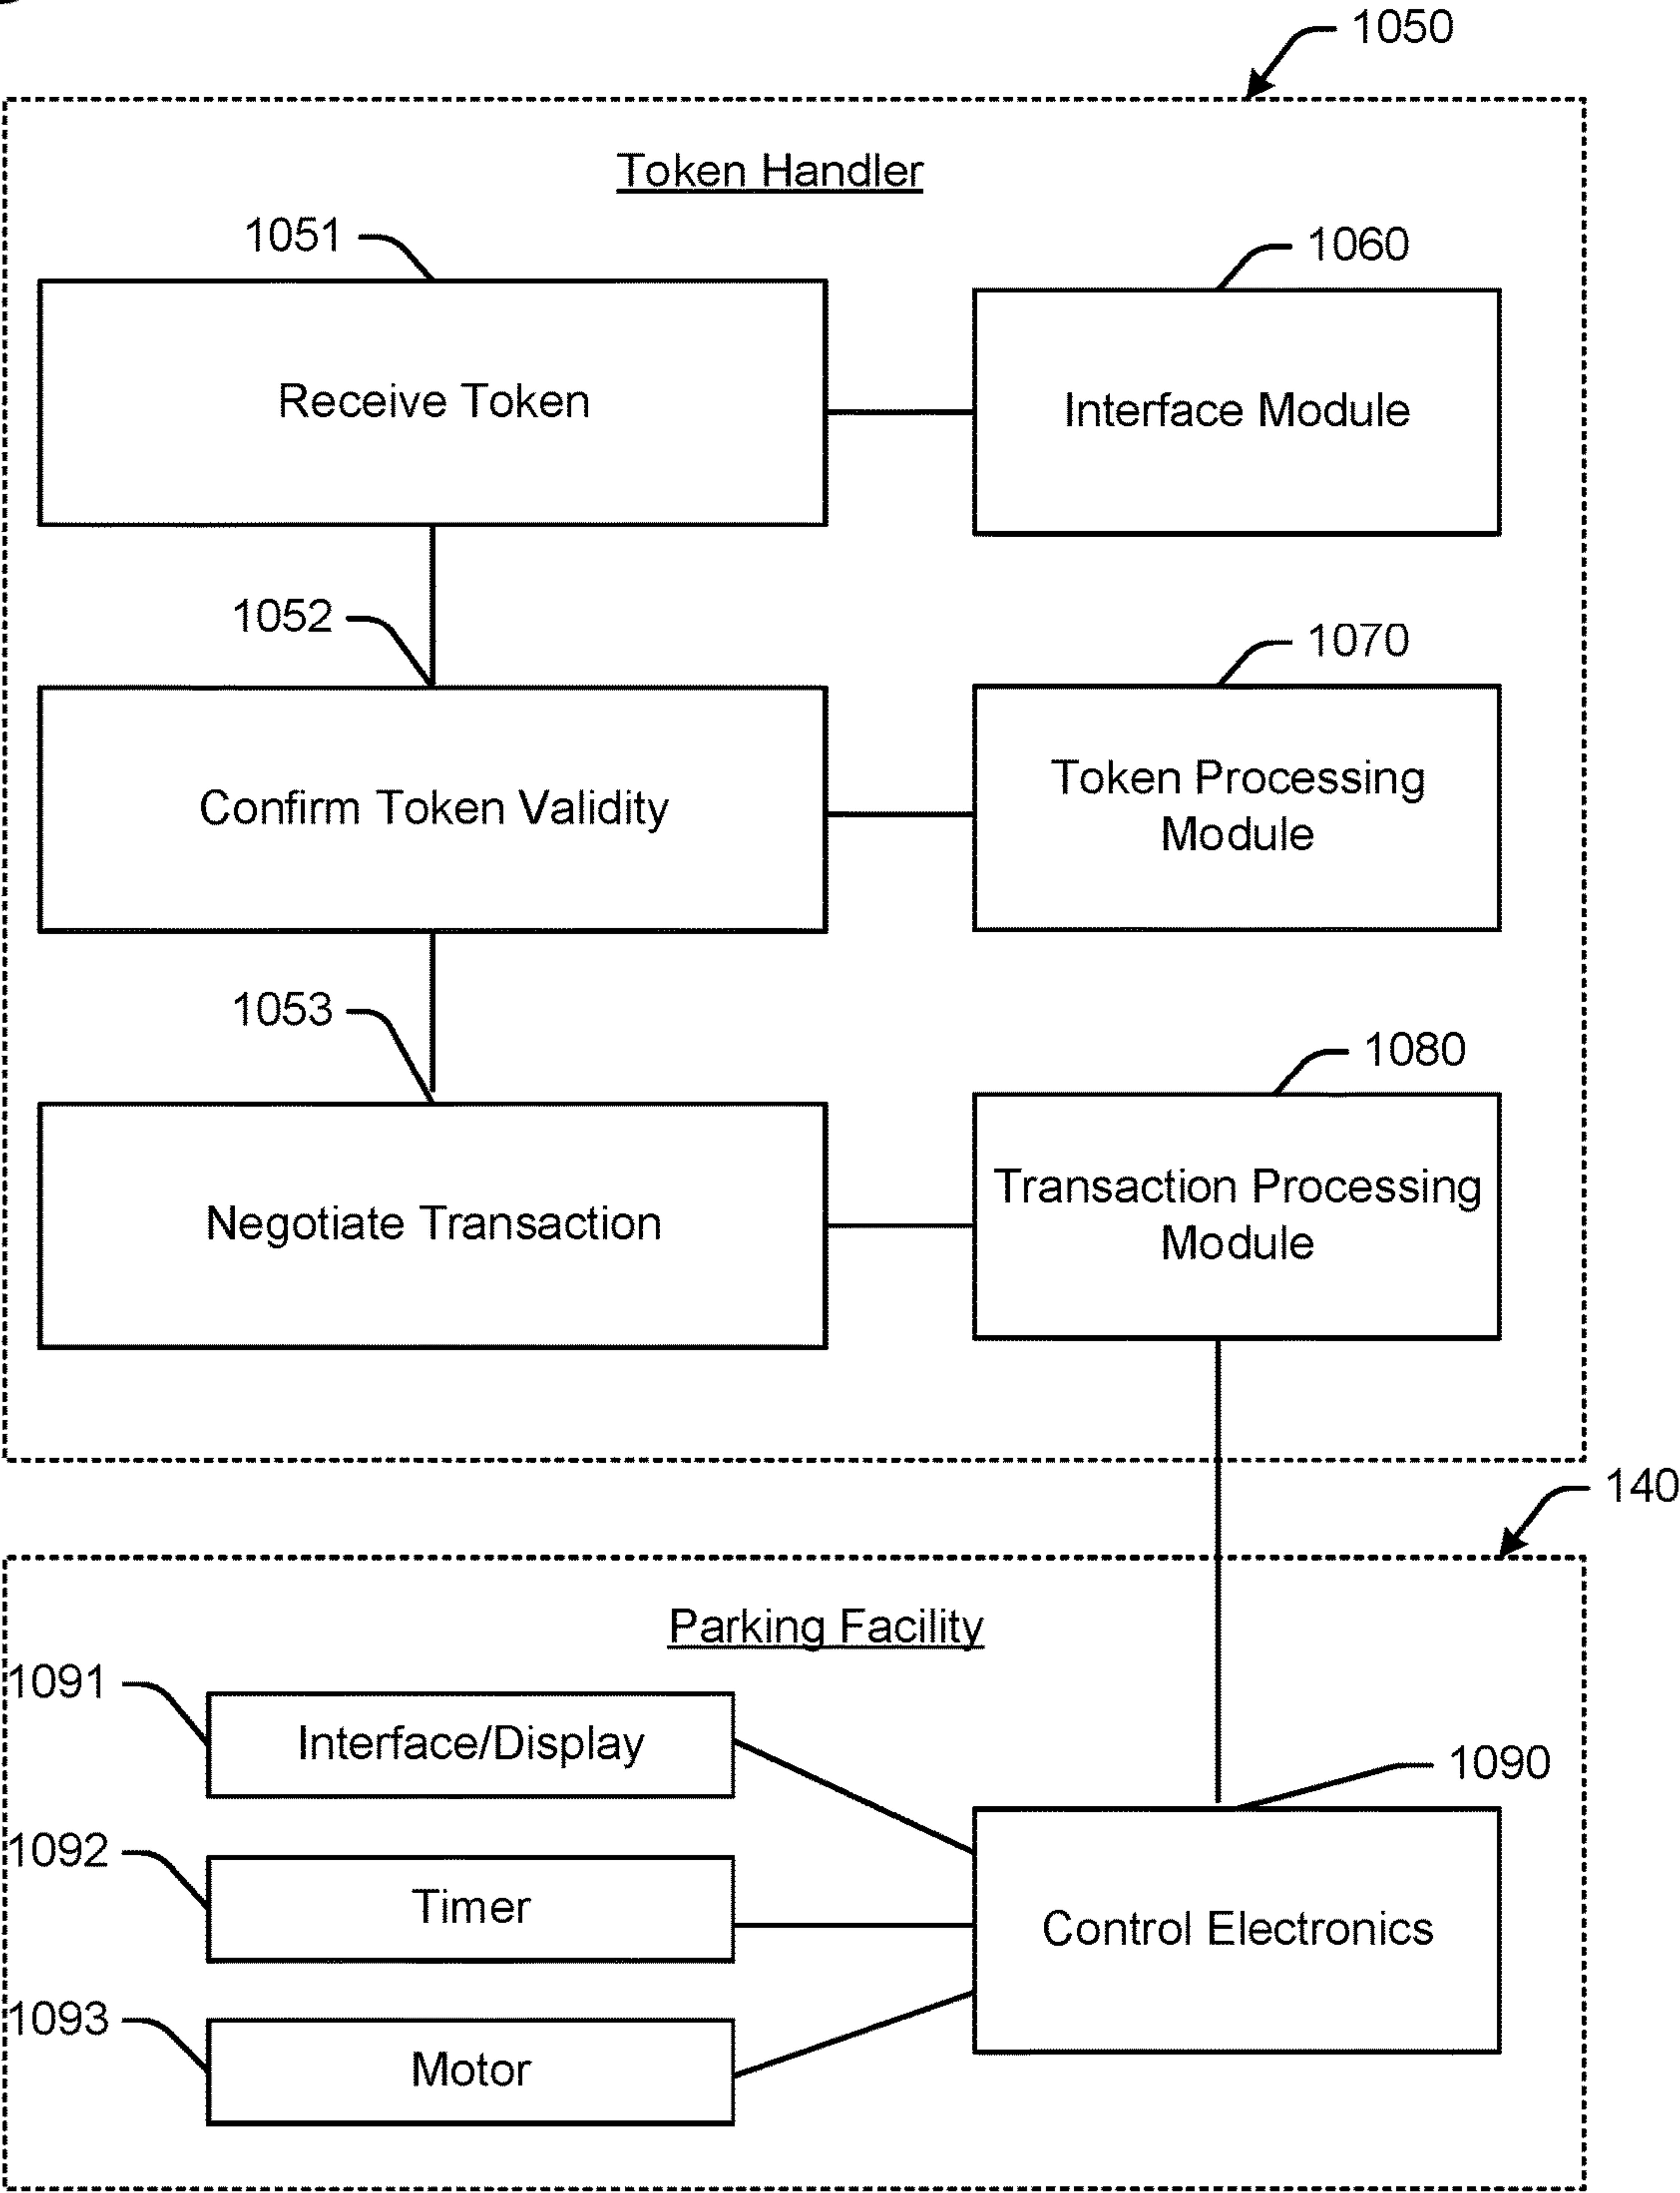 1050
Token Handler
1051
1060
Receive Token
Interface Module
1052
1070
Confirm Token Validity
Token Processing
Module
1053
1080
Negotiate Transaction
Transaction Processing
Module
140
Parking Facility
1091
Interface/Display
1090
1092
Timer
Control Electronics
1093
Motor